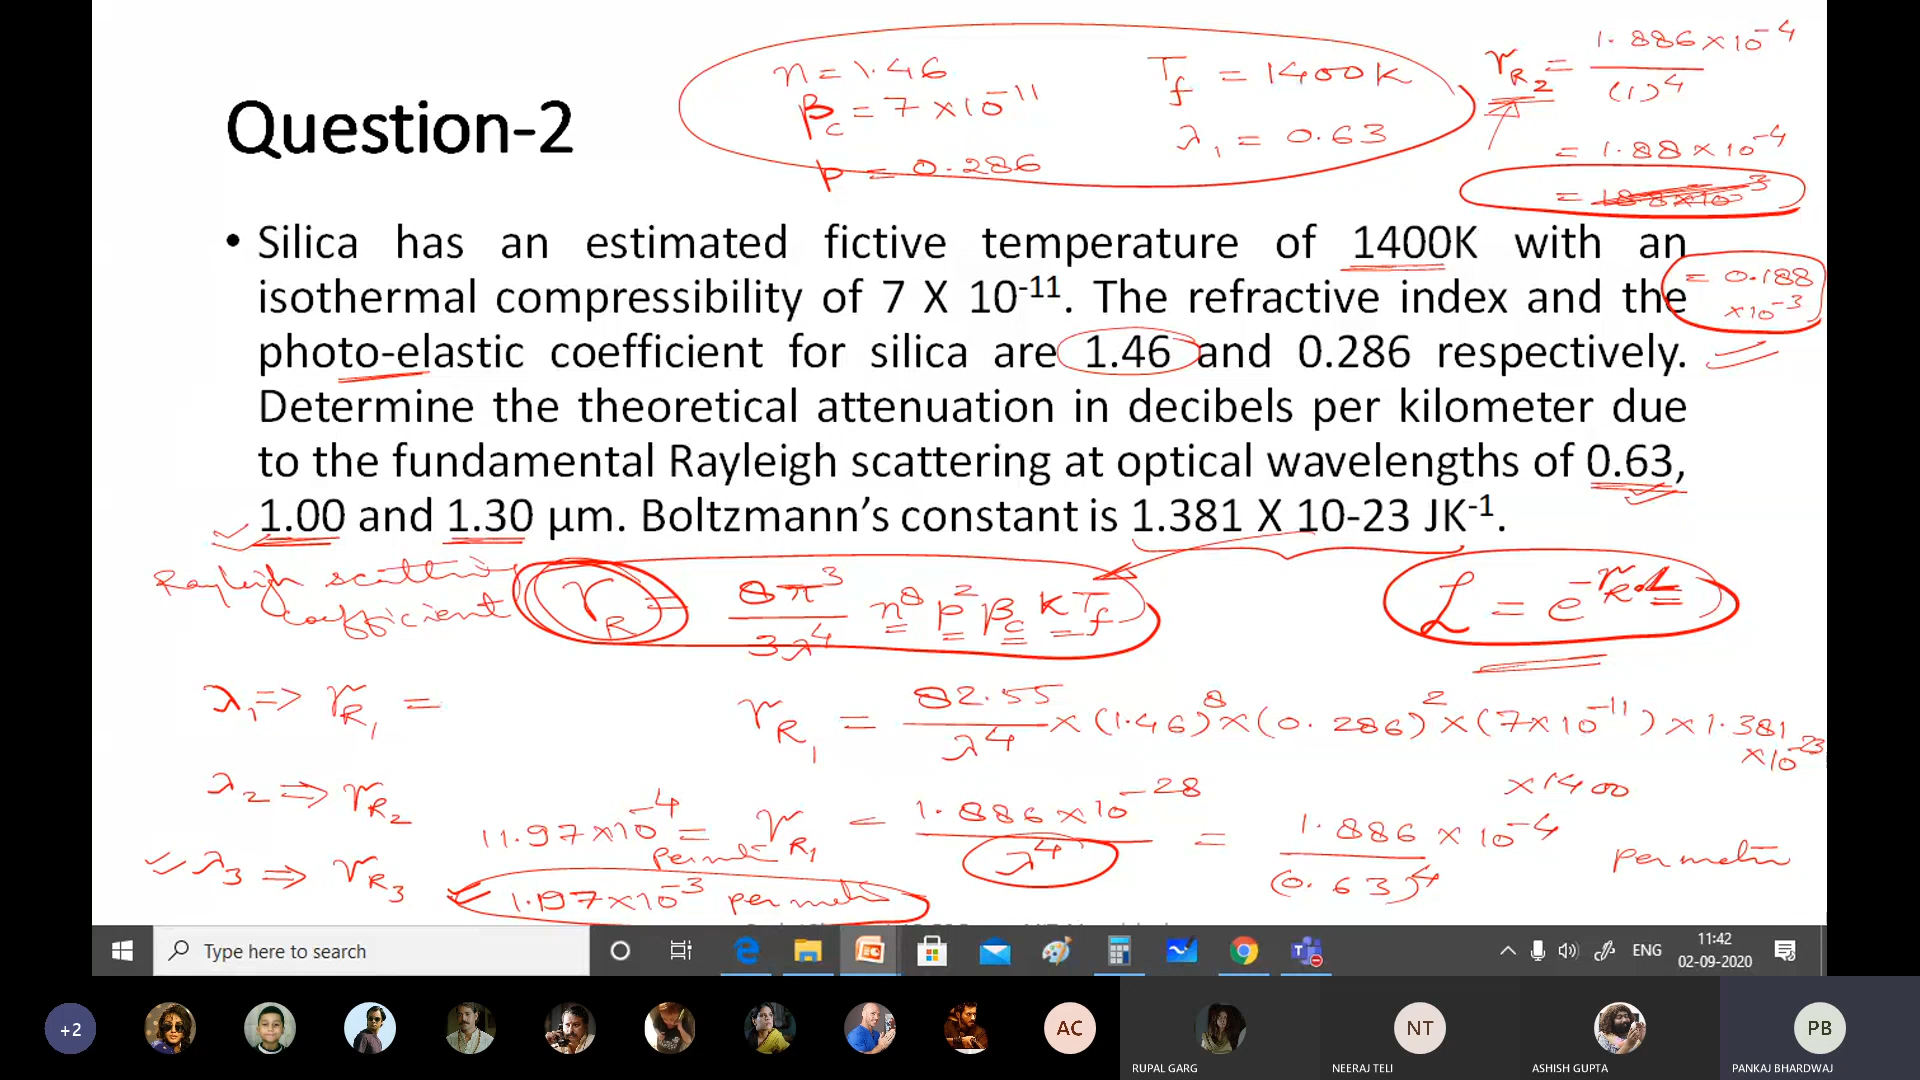 Question-2
n = 1.46
βc = 7 × 10⁻¹¹
p = 0.286
Tf = 1400K
λ₁ = 0.63
γR₂ = 1.886 × 10⁻⁴ / (1)⁴
= 1.88 × 10⁻⁴
= 0.188 × 10⁻³
• Silica has an estimated fictive temperature of 1400K with an
isothermal compressibility of 7 X 10⁻¹¹. The refractive index and the
photo-elastic coefficient for silica are 1.46 and 0.286 respectively.
Determine the theoretical attenuation in decibels per kilometer due
to the fundamental Rayleigh scattering at optical wavelengths of 0.63,
1.00 and 1.30 µm. Boltzmann’s constant is 1.381 X 10-23 JK⁻¹.
Rayleigh scattering
coefficient
γR = 8π³ / 3λ⁴ n⁸ p² βc K Tf
ℒ = e^-γR L
λ₁ => γR₁ =
γR₁ = 82.55 / λ⁴ × (1.46)⁸ × (0.286)² × (7×10⁻¹¹) × 1.381
×10⁻²³
× 1400
λ₂ => γR₂
11.97 × 10⁻⁴ = γR₁ = 1.886 × 10⁻²⁸ / λ⁴ = 1.886 × 10⁻⁴ / (0.63)⁴ per metre
per metre
λ₃ => γR₃
1.197 × 10⁻³ per metre
Type here to search
ENG
11:42
02-09-2020
+2
AC
NT
PB
RUPAL GARG
NEERAJ TELI
ASHISH GUPTA
PANKAJ BHARDWAJ